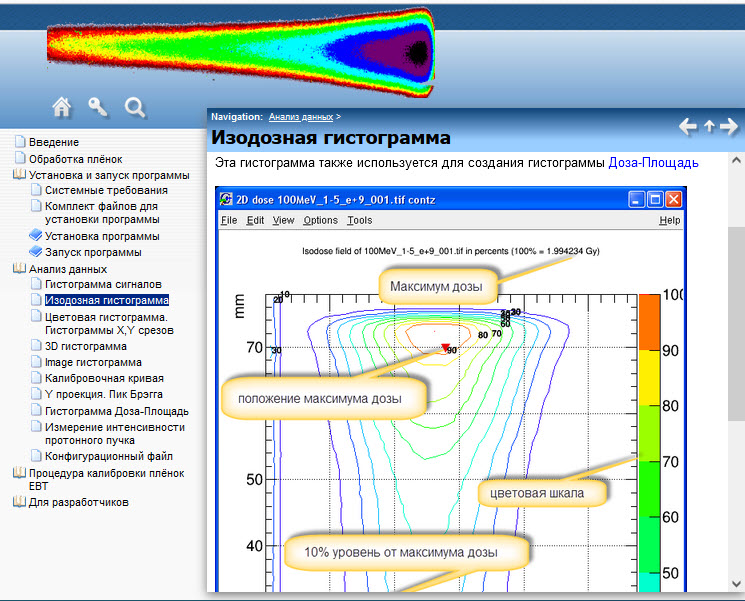 Navigation: Анализ данных >
Изодозная гистограмма
Введение
Обработка плёнок
Установка и запуск программы
Системные требования
Комплект файлов для
установки программы
Установка программы
Запуск программы
Анализ данных
Гистограмма сигналов
Изодозная гистограмма
Цветовая гистограмма.
Гистограммы X,Y срезов
3D гистограмма
Image гистограмма
Калибровочная кривая
Y проекция. Пик Брэгга
Гистограмма Доза-Площадь
Измерение интенсивности
протонного пучка
Конфигурационный файл
Процедура калибровки плёнок
EBT
Для разработчиков
Эта гистограмма также используется для создания гистограммы Доза-Площадь
2D dose 100MeV_1-5_e+9_001.tif contz
File Edit View Options Tools Help
Isodose field of 100MeV_1-5_e+9_001.tif in percents (100% = 1.994234 Gy)
Максимум дозы
mm
10
20
30
60
80 70
90
30
70
50
40
положение максимума дозы
цветовая шкала
10% уровень от максимума дозы
100
90
80
70
60
50